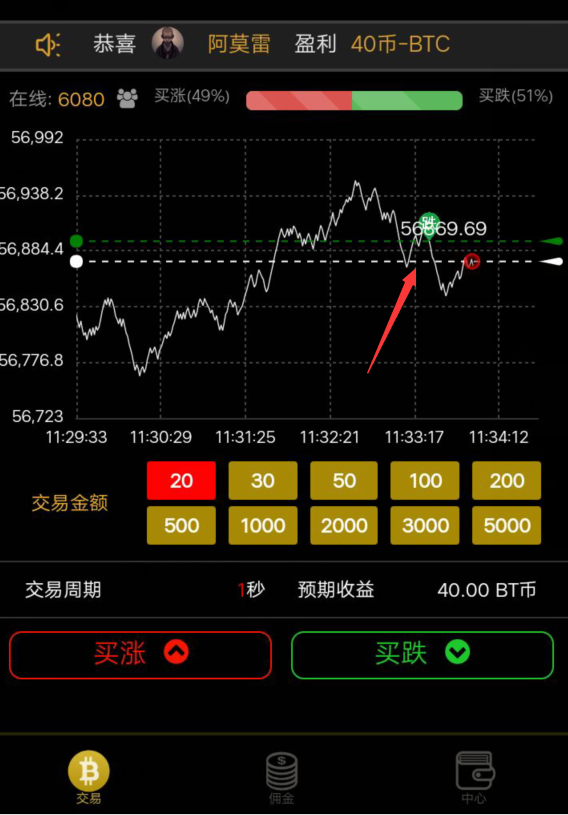 恭喜 阿莫雷 盈利 40币-BTC
在线: 6080 买涨(49%) 买跌(51%)
56,992
56,938.2
跌
56,884.4
56,830.6
56,776.8
56,723
11:29:33 11:30:29 11:31:25 11:32:21 11:33:17 11:34:12
20 30 50 100 200
交易金额
500 1000 2000 3000 5000
交易周期 1秒 预期收益 40.00 BT币
买涨 买跌
交易 佣金 中心